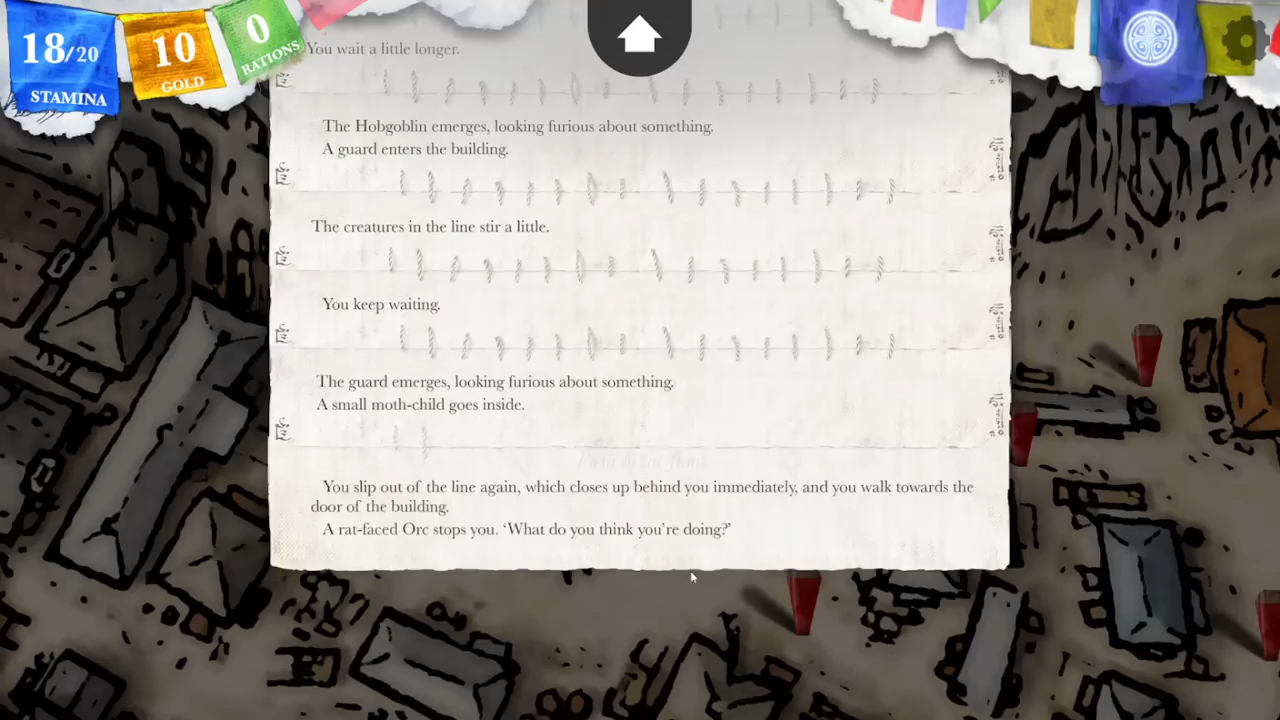 18/20
STAMINA
10
GOLD
0
RATIONS
You wait a little longer.
The Hobgoblin emerges, looking furious about something.
A guard enters the building.
The creatures in the line stir a little.
You keep waiting.
The guard emerges, looking furious about something.
A small moth-child goes inside.
You slip out of the line again, which closes up behind you immediately, and you walk towards the
door of the building.
A rat-faced Orc stops you. ‘What do you think you’re doing?’